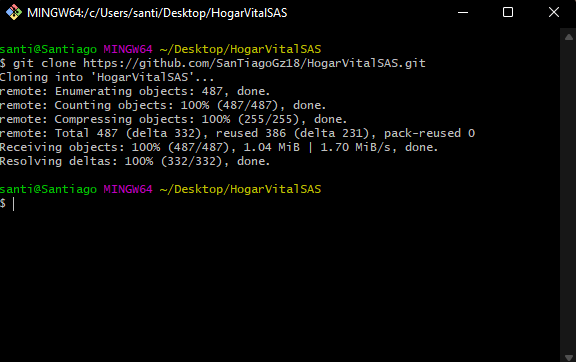 MINGW64:/c/Users/santi/Desktop/HogarVitalSAS
santi@Santiago MINGW64 ~/Desktop/HogarVitalSAS
$ git clone https://github.com/SanTiagoGz18/HogarVitalSAS.git
Cloning into 'HogarVitalSAS'...
remote: Enumerating objects: 487, done.
remote: Counting objects: 100% (487/487), done.
remote: Compressing objects: 100% (255/255), done.
remote: Total 487 (delta 332), reused 386 (delta 231), pack-reused 0
Receiving objects: 100% (487/487), 1.04 MiB | 1.70 MiB/s, done.
Resolving deltas: 100% (332/332), done.
santi@Santiago MINGW64 ~/Desktop/HogarVitalSAS
$